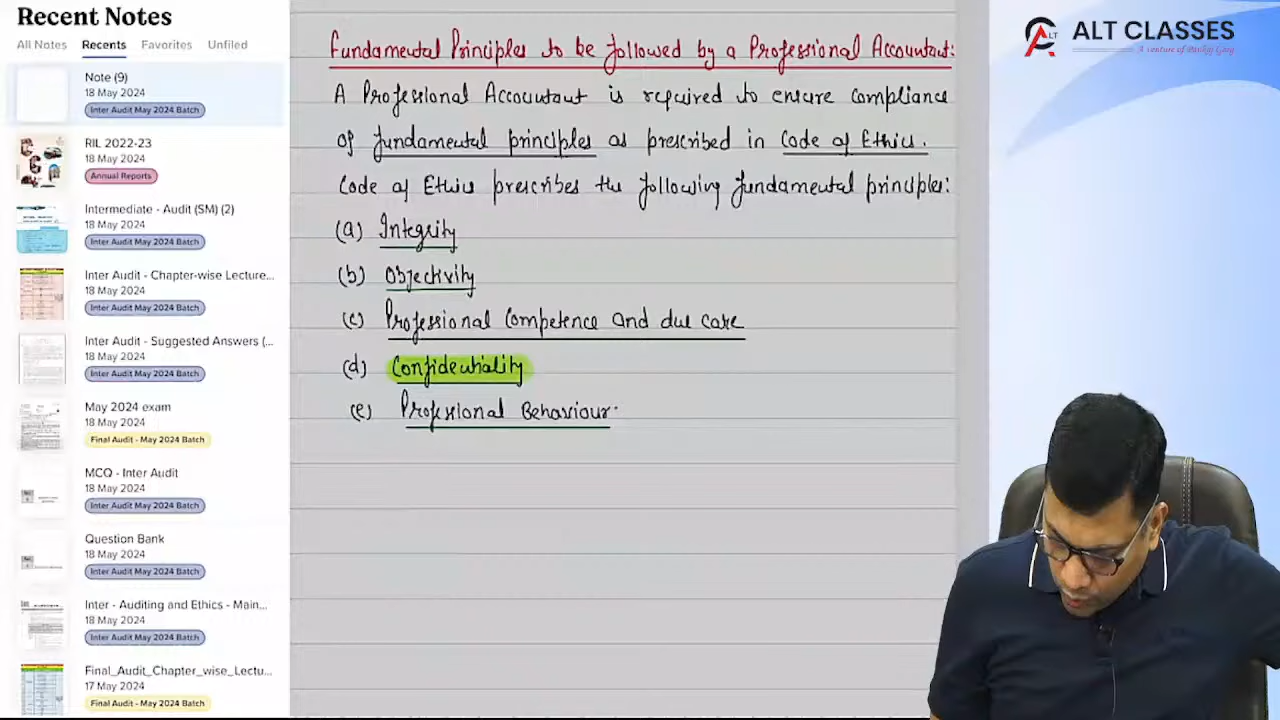 Recent Notes
All Notes Recents Favorites Unfiled
Note (9)
18 May 2024
Inter Audit May 2024 Batch
RIL 2022-23
18 May 2024
Annual Reports
Intermediate - Audit (SM) (2)
18 May 2024
Inter Audit May 2024 Batch
Inter Audit - Chapter-wise Lecture...
18 May 2024
Inter Audit May 2024 Batch
Inter Audit - Suggested Answers (...
18 May 2024
Inter Audit May 2024 Batch
May 2024 exam
18 May 2024
Final Audit - May 2024 Batch
MCQ - Inter Audit
18 May 2024
Inter Audit May 2024 Batch
Question Bank
18 May 2024
Inter Audit May 2024 Batch
Inter - Auditing and Ethics - Main...
18 May 2024
Inter Audit May 2024 Batch
Final_Audit_Chapter_wise_Lectu...
17 May 2024
Final Audit - May 2024 Batch
Fundamental Principles to be followed by a Professional Accountant:
A Professional Accountant is required to ensure compliance
of fundamental principles as prescribed in Code of Ethics.
Code of Ethics prescribes the following fundamental principles:
(a) Integrity
(b) Objectivity
(c) Professional Competence and due care
(d) Confidentiality
(e) Profesional Behaviour.
ALT
ALT CLASSES
A venture of Pankaj Garg